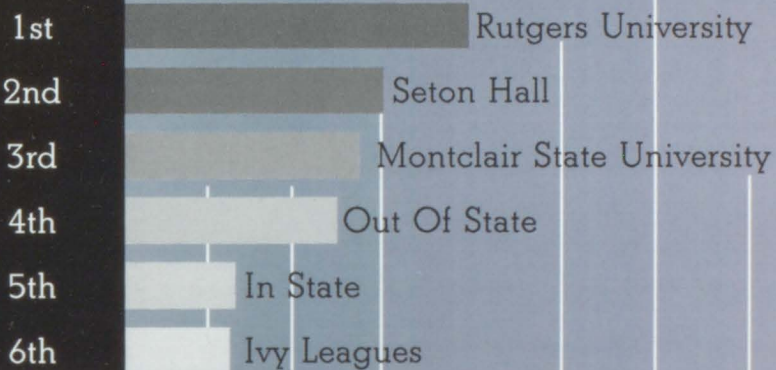 1st Rutgers University
2nd Seton Hall
3rd Montclair State University
4th Out Of State
5th In State
6th Ivy Leagues